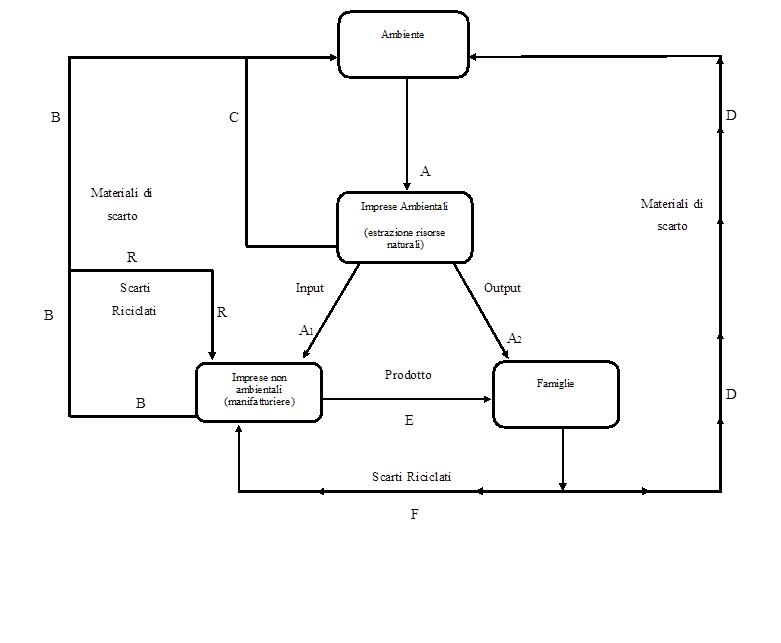 Ambiente
B
C
D
A
Materiali di
scarto
Imprese Ambientali
(estrazione risorse
naturali)
Materiali di
scarto
R
Scarti
Riciclati
Input
Output
B
R
A1
A2
Imprese non
ambientali
(manifatturiere)
Prodotto
Famiglie
B
E
D
Scarti Riciclati
F